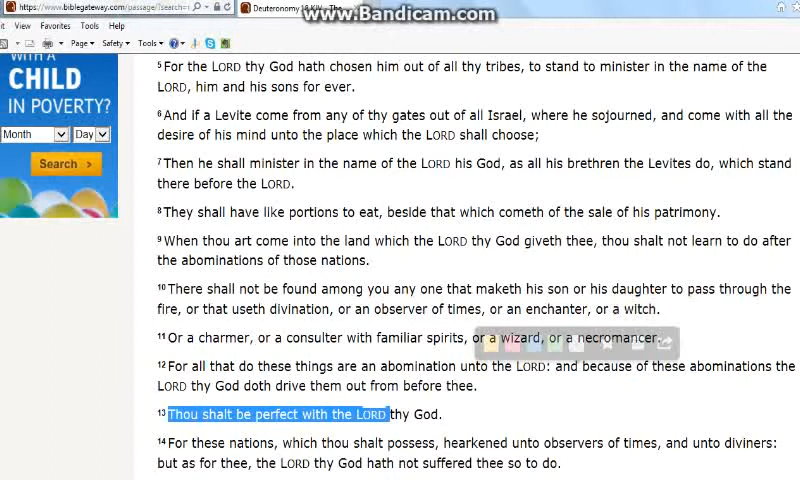 www.Bandicam.com
https://www.biblegateway.com/passage/?search=
Deuteronomy 18 KJV - The
it View Favorites Tools Help
Page Safety Tools
WITH A
CHILD
IN POVERTY?
Month Day
Search >
5 For the LORD thy God hath chosen him out of all thy tribes, to stand to minister in the name of the
LORD, him and his sons for ever.
6 And if a Levite come from any of thy gates out of all Israel, where he sojourned, and come with all the
desire of his mind unto the place which the LORD shall choose;
7 Then he shall minister in the name of the LORD his God, as all his brethren the Levites do, which stand
there before the LORD.
8 They shall have like portions to eat, beside that which cometh of the sale of his patrimony.
9 When thou art come into the land which the LORD thy God giveth thee, thou shalt not learn to do after
the abominations of those nations.
10 There shall not be found among you any one that maketh his son or his daughter to pass through the
fire, or that useth divination, or an observer of times, or an enchanter, or a witch.
11 Or a charmer, or a consulter with familiar spirits, or a wizard, or a necromancer.
12 For all that do these things are an abomination unto the LORD: and because of these abominations the
LORD thy God doth drive them out from before thee.
13 Thou shalt be perfect with the LORD thy God.
14 For these nations, which thou shalt possess, hearkened unto observers of times, and unto diviners:
but as for thee, the LORD thy God hath not suffered thee so to do.